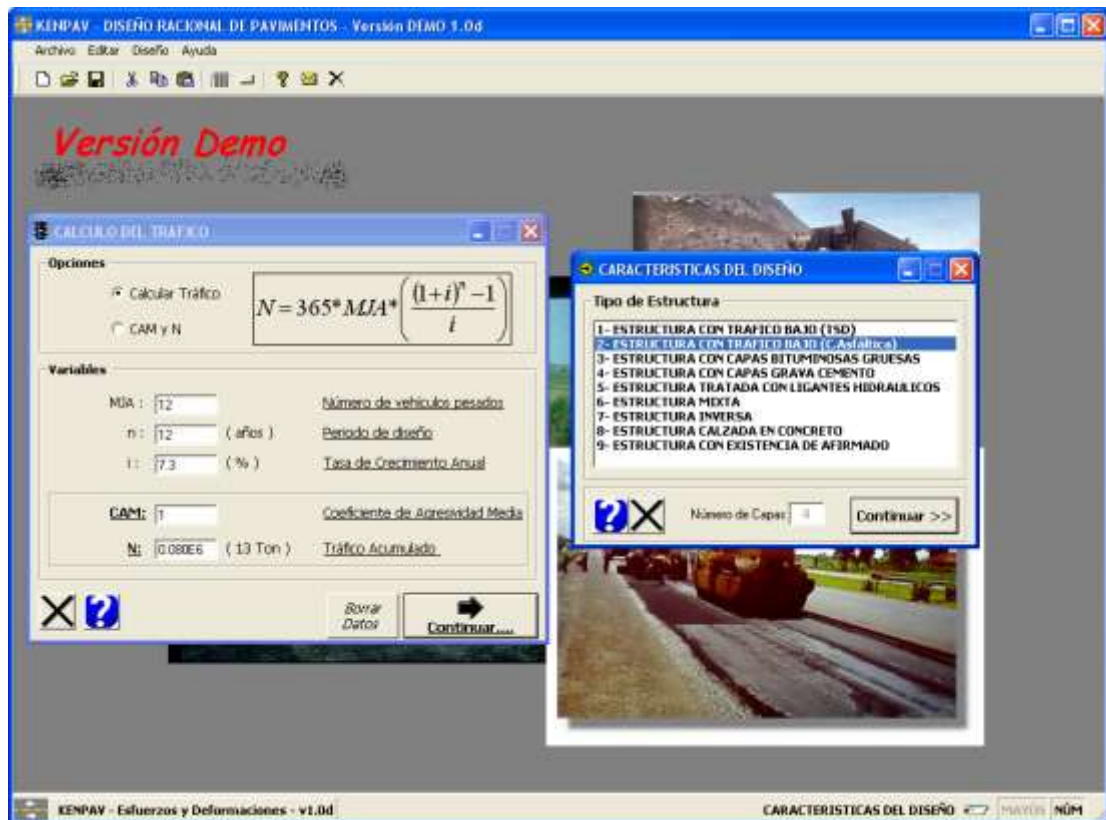 KENPAV - DISEÑO RACIONAL DE PAVIMENTOS - Versión DEMO 1.0d
Archivo Editar Diseño Ayuda
Versión Demo
CALCULO DEL TRAFICO
Opciones
Calcular Tráfico
CAM y N
N = 365* MJA* ( (1+i)^n - 1 / i )
Variables
MJA : 12 Número de vehículos pesados
n : 12 ( años ) Periodo de diseño
i : 7.3 ( % ) Tasa de Crecimiento Anual
CAM: 1 Coeficiente de Agresividad Media
N: 0.080E6 ( 13 Ton ) Tráfico Acumulado
Borrar Datos
Continuar....
CARACTERISTICAS DEL DISEÑO
Tipo de Estructura
1- ESTRUCTURA CON TRAFICO BAJO (TSD)
2- ESTRUCTURA CON TRAFICO BAJO (C.Asfáltica)
3- ESTRUCTURA CON CAPAS BITUMINOSAS GRUESAS
4- ESTRUCTURA CON CAPAS GRAVA CEMENTO
5- ESTRUCTURA TRATADA CON LIGANTES HIDRAULICOS
6- ESTRUCTURA MIXTA
7- ESTRUCTURA INVERSA
8- ESTRUCTURA CALZADA EN CONCRETO
9- ESTRUCTURA CON EXISTENCIA DE AFIRMADO
Número de Capas 4 Continuar >>
KENPAV - Esfuerzos y Deformaciones - v1.0d CARACTERISTICAS DEL DISEÑO MAYÚS NÚM